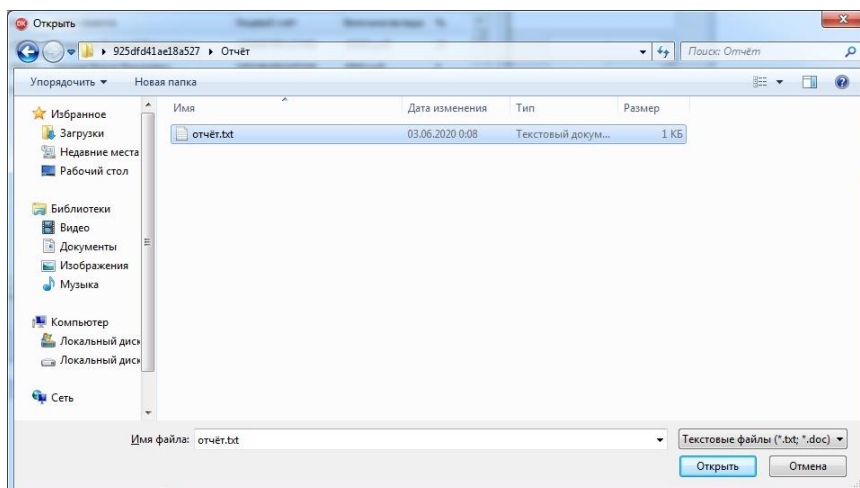 Открыть
925dfd41ae18a527 ▸ Отчёт
Поиск: Отчёт
Упорядочить ▾ Новая папка
Имя Дата изменения Тип Размер
отчёт.txt 03.06.2020 0:08 Текстовый докум... 1 КБ
Избранное
Загрузки
Недавние места
Рабочий стол
Библиотеки
Видео
Документы
Изображения
Музыка
Компьютер
Локальный диск
Локальный диск
Сеть
Имя файла: отчёт.txt
Текстовые файлы (*.txt; *.doc)
Открыть Отмена